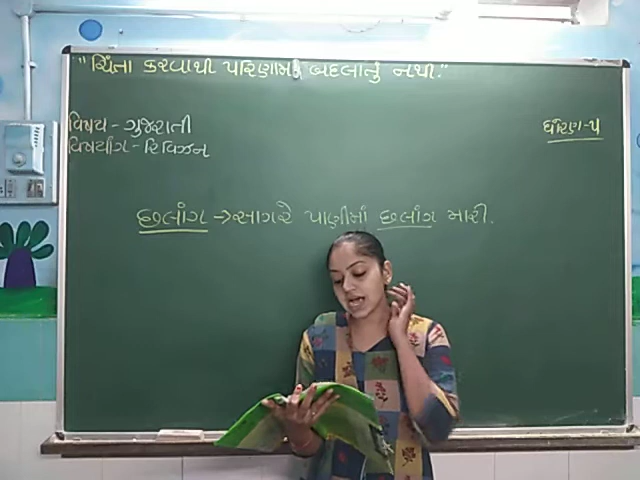 "ચિંતા કરવાથી પરિણામ બદલાતું નથી."
વિષય - ગુજરાતી
વિષયાંગ - રિવિઝન
ધોરણ - ૫
છલાંગ → સાગરે પાણીમાં છલાંગ મારી.